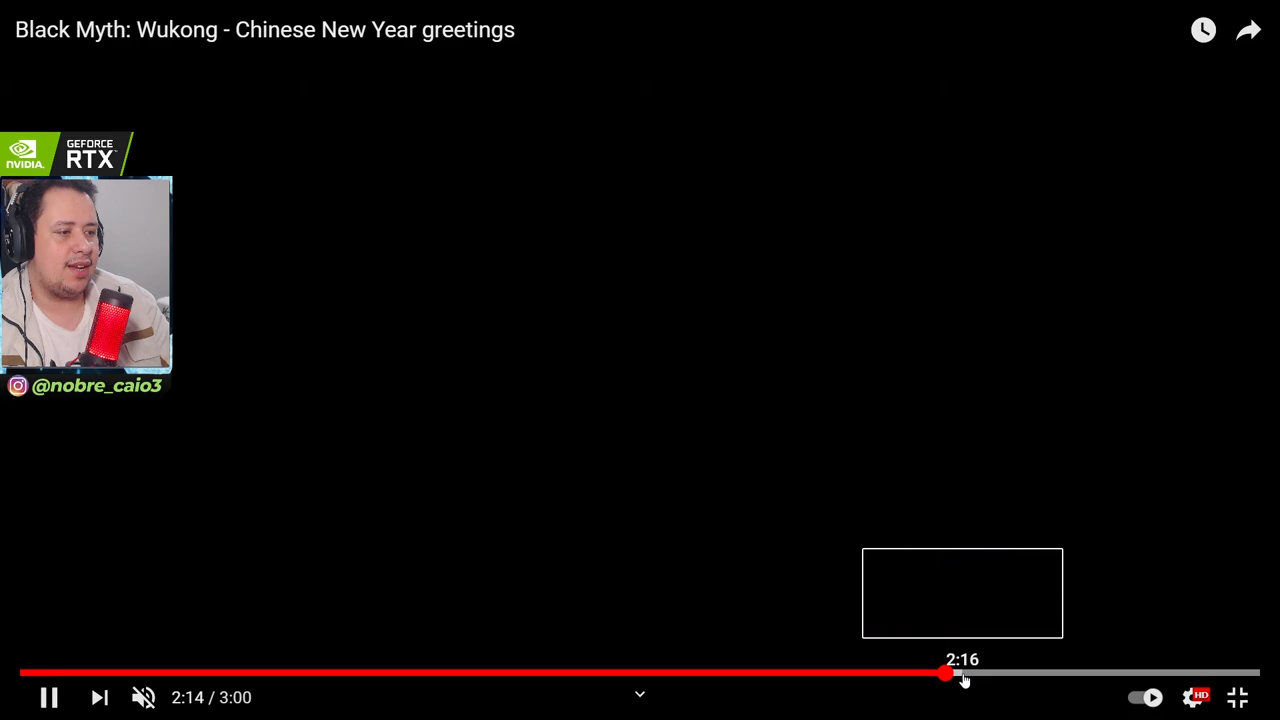 Black Myth: Wukong - Chinese New Year greetings
NVIDIA.
GEFORCE
RTX
@nobre_caio3
2:16
2:14 / 3:00
HD